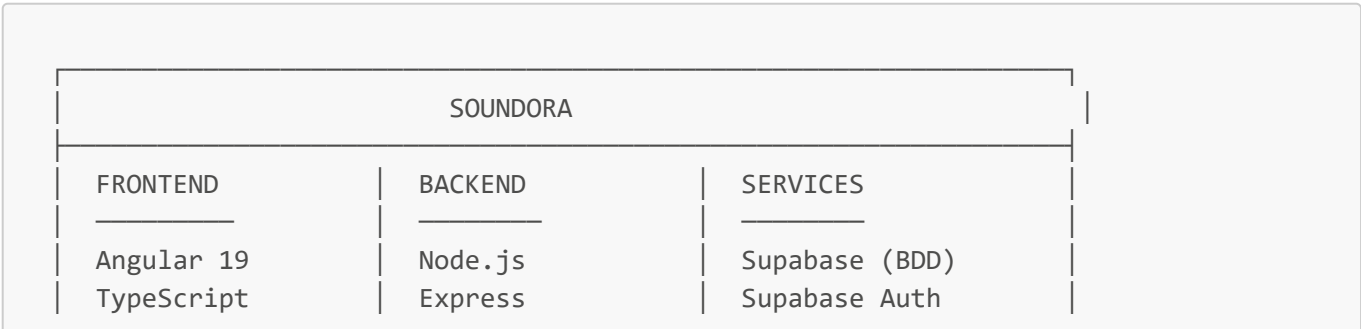 SOUNDORA
FRONTEND BACKEND SERVICES
Angular 19 Node.js Supabase (BDD)
TypeScript Express Supabase Auth